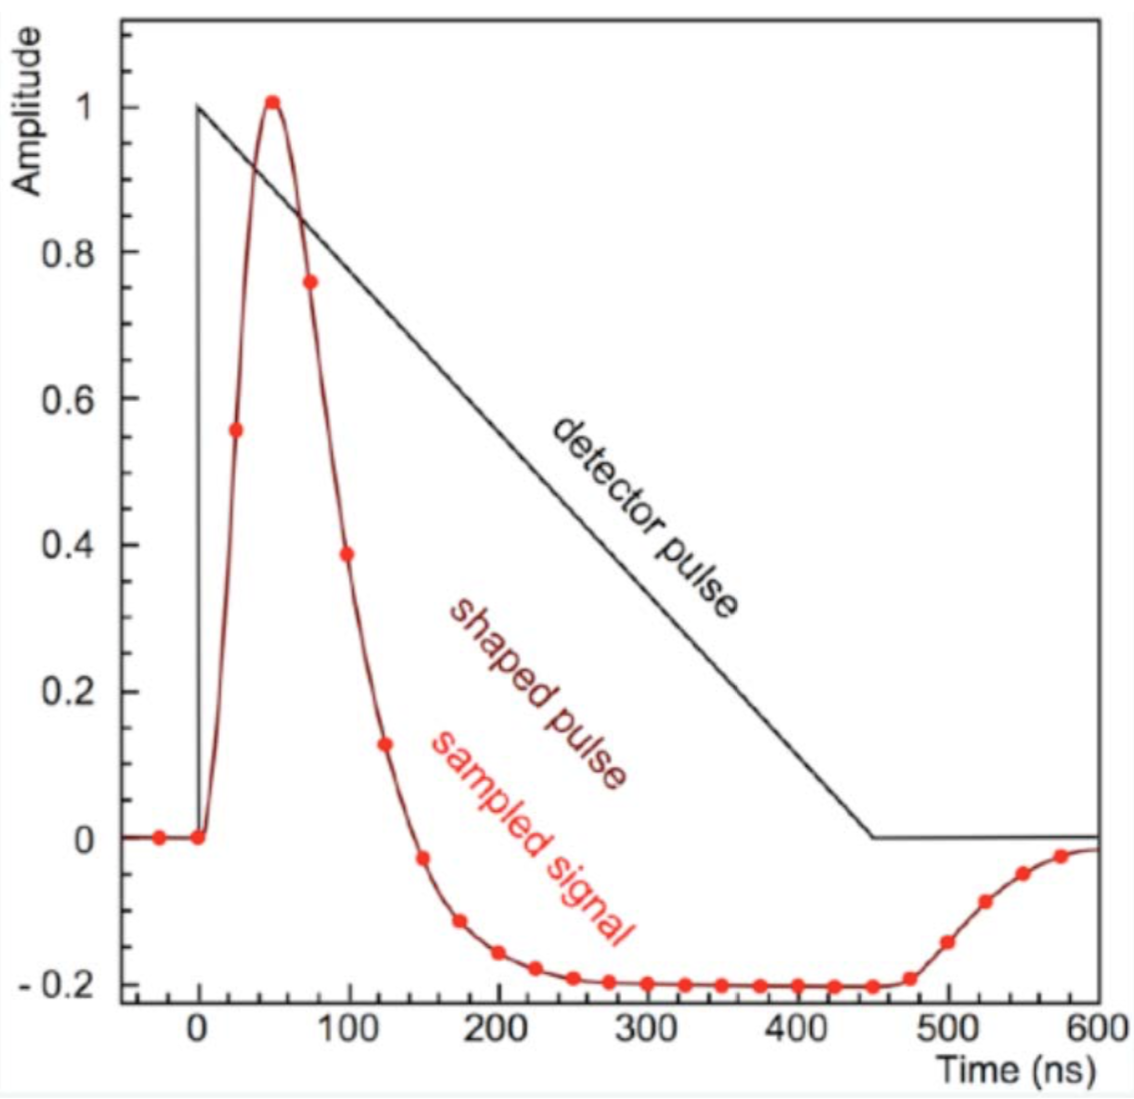 Amplitude
1
0.8
0.6
0.4
0.2
0
- 0.2
detector pulse
shaped pulse
sampled signal
0 100 200 300 400 500 600
Time (ns)